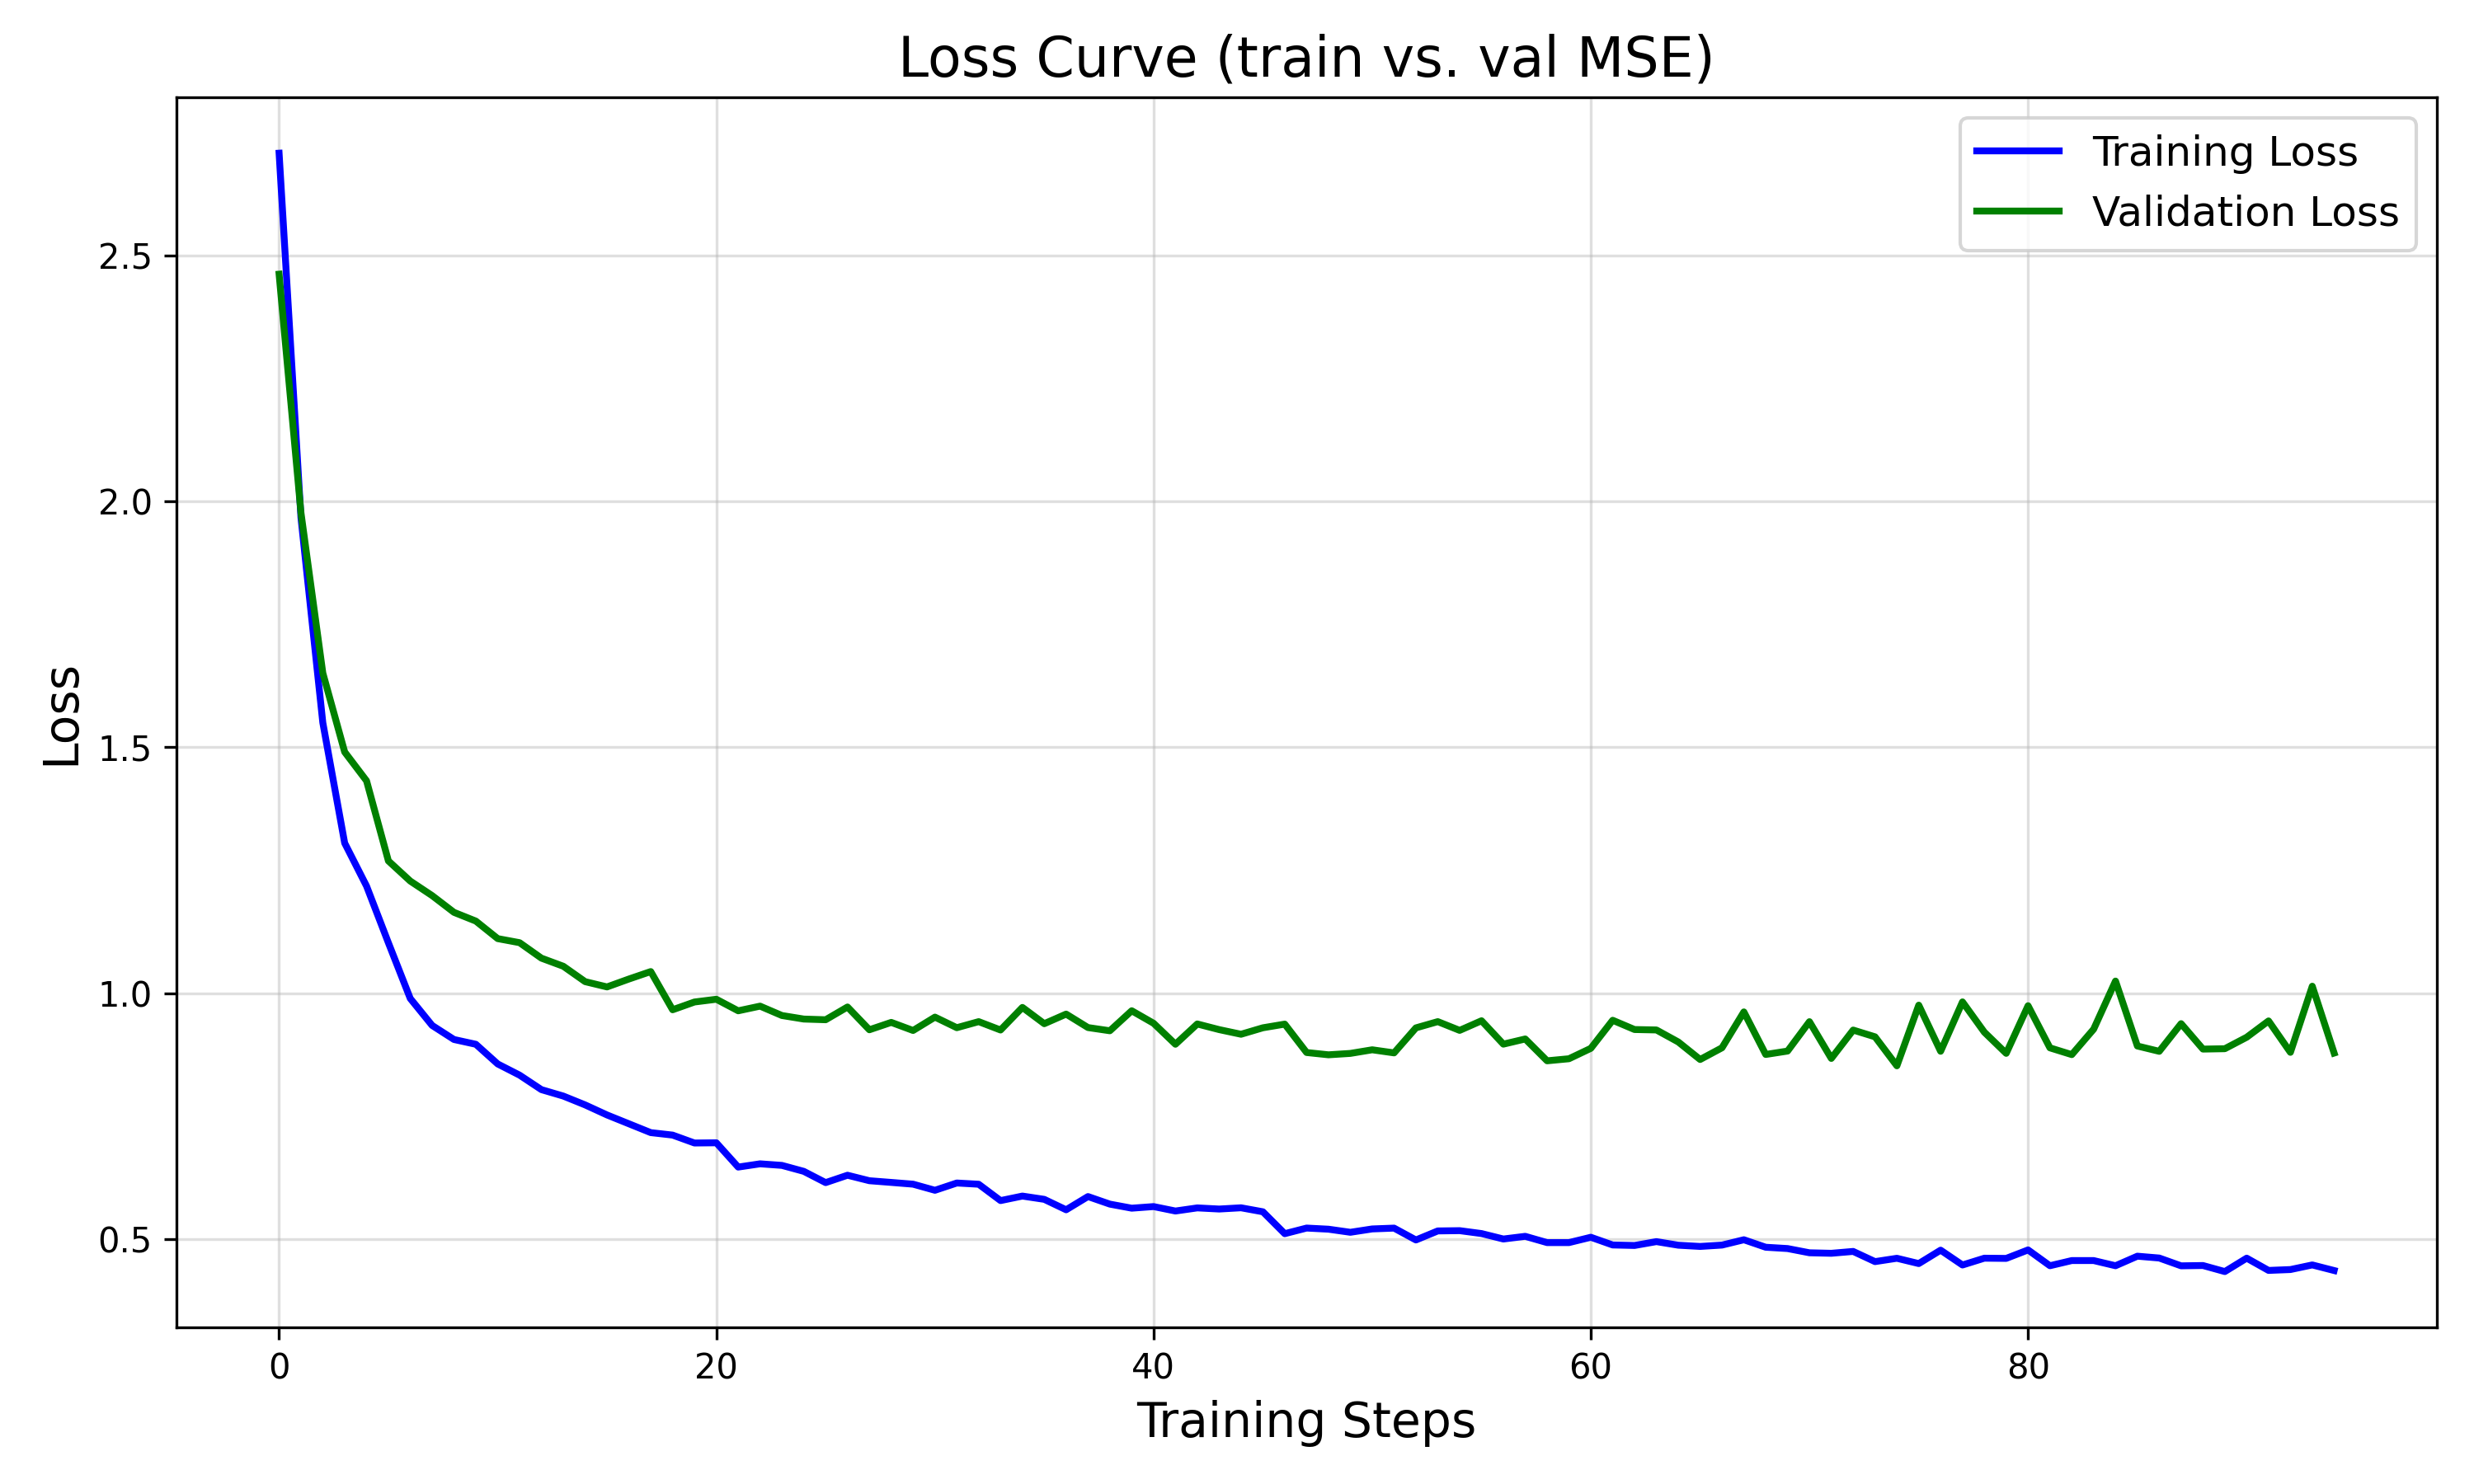 Loss Curve (train vs. val MSE)
Training Loss
Validation Loss
2.5
2.0
1.5
1.0
0.5
Loss
0 20 40 60 80
Training Steps